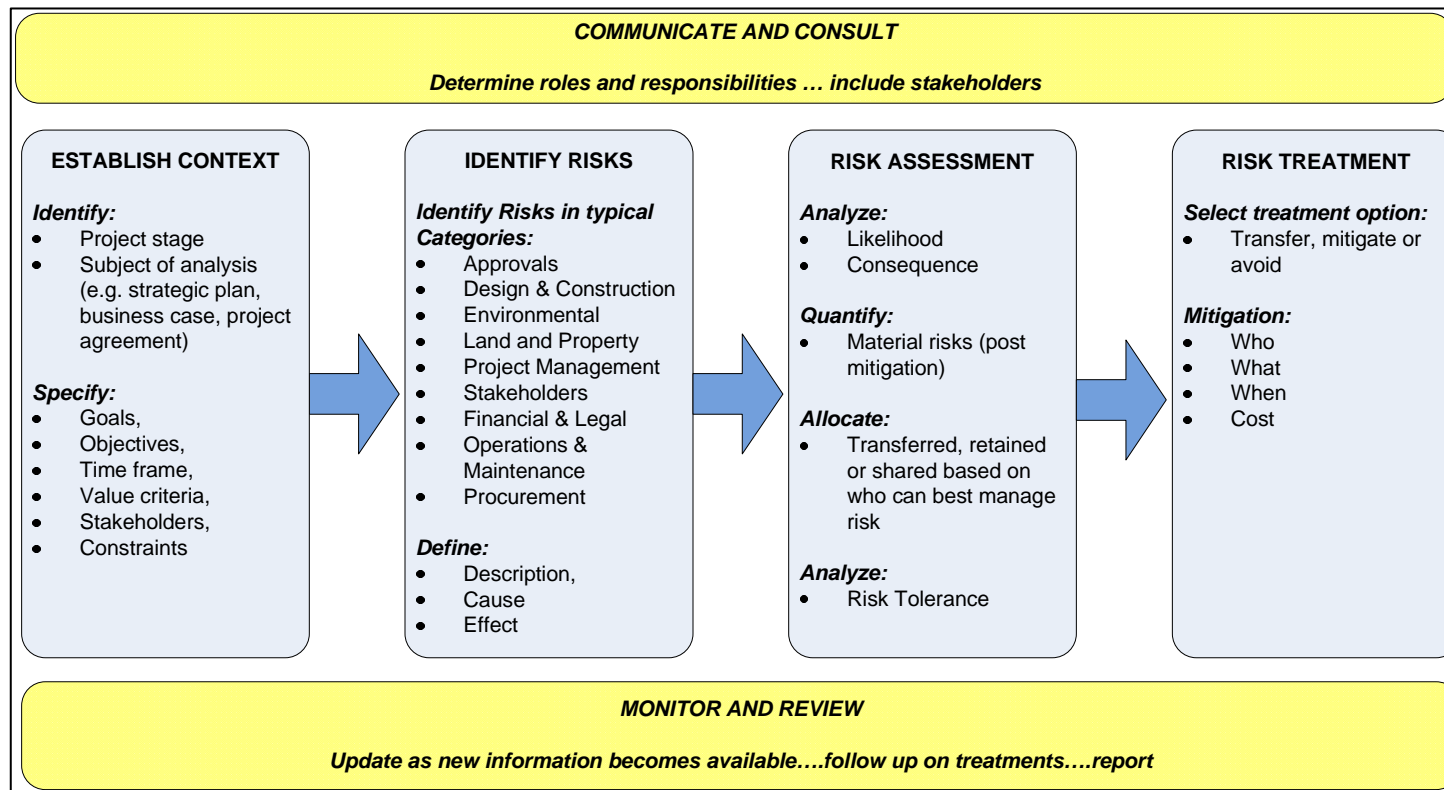 COMMUNICATE AND CONSULT
Determine roles and responsibilities … include stakeholders
ESTABLISH CONTEXT
Identify:
• Project stage
• Subject of analysis
(e.g. strategic plan,
business case, project
agreement)
Specify:
• Goals,
• Objectives,
• Time frame,
• Value criteria,
• Stakeholders,
• Constraints
IDENTIFY RISKS
Identify Risks in typical
Categories:
• Approvals
• Design & Construction
• Environmental
• Land and Property
• Project Management
• Stakeholders
• Financial & Legal
• Operations &
Maintenance
• Procurement
Define:
• Description,
• Cause
• Effect
RISK ASSESSMENT
Analyze:
• Likelihood
• Consequence
Quantify:
• Material risks (post
mitigation)
Allocate:
• Transferred, retained
or shared based on
who can best manage
risk
Analyze:
• Risk Tolerance
RISK TREATMENT
Select treatment option:
• Transfer, mitigate or
avoid
Mitigation:
• Who
• What
• When
• Cost
MONITOR AND REVIEW
Update as new information becomes available….follow up on treatments….report